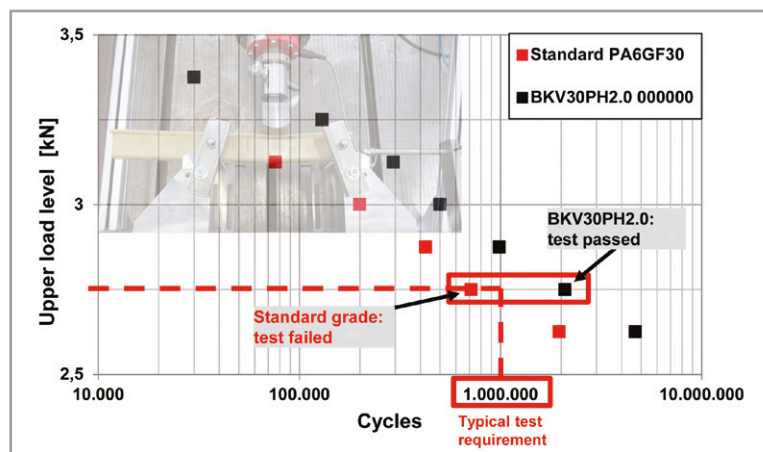 3,5
Standard PA6GF30
BKV30PH2.0 000000
Upper load level [kN]
3
BKV30PH2.0:
test passed
Standard grade:
test failed
2,5
10.000
100.000
1.000.000
10.000.000
Cycles
Typical test
requirement